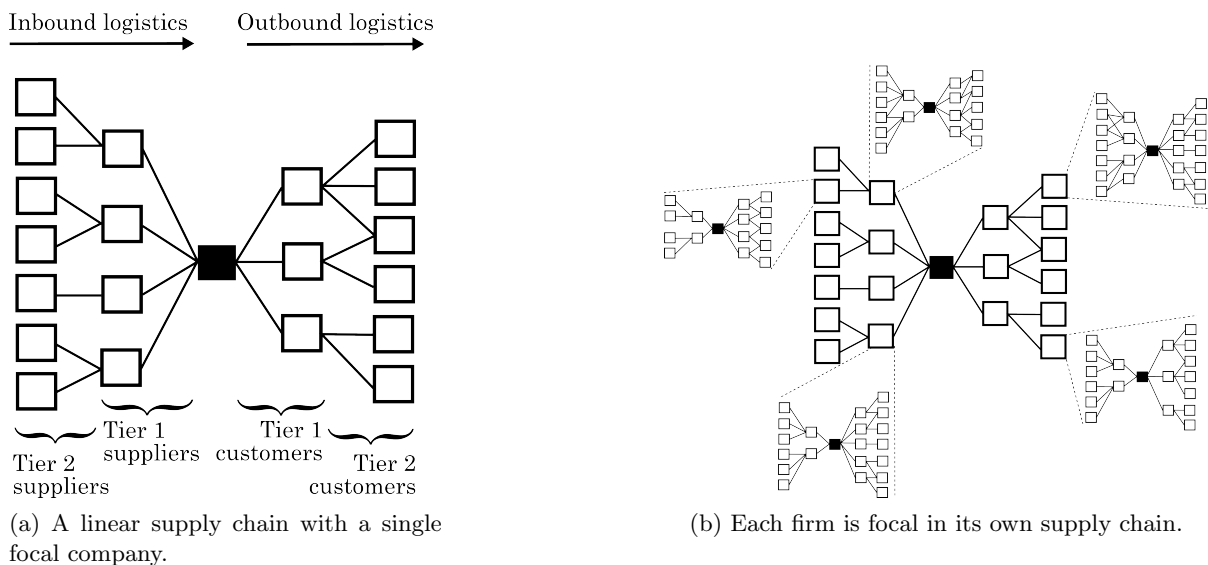 Inbound logistics
Outbound logistics
Tier 1
suppliers
Tier 1
customers
Tier 2
suppliers
Tier 2
customers
(a) A linear supply chain with a single
focal company.
(b) Each firm is focal in its own supply chain.